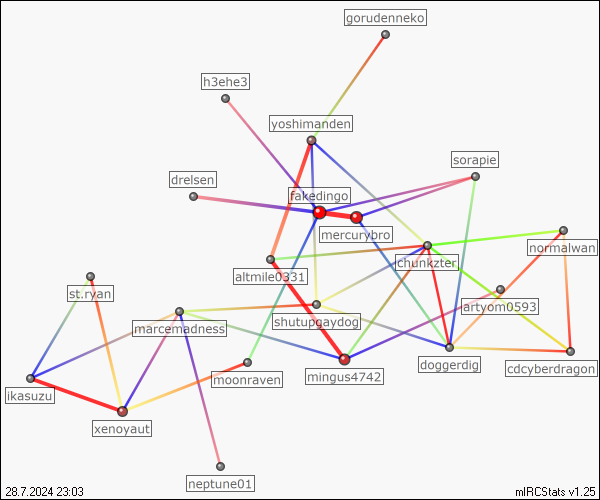 gorudenneko
h3ehe3
yoshimanden
sorapie
drelsen
fakedingo
mercurybro
normalwan
chunkzter
altmile0331
st.ryan
artyom0593
shutupgaydog
marcemadness
doggerdig
cdcyberdragon
moonraven
mingus4742
ikasuzu
xenoyaut
neptune01
28.7.2024 23:03
mIRCStats v1.25